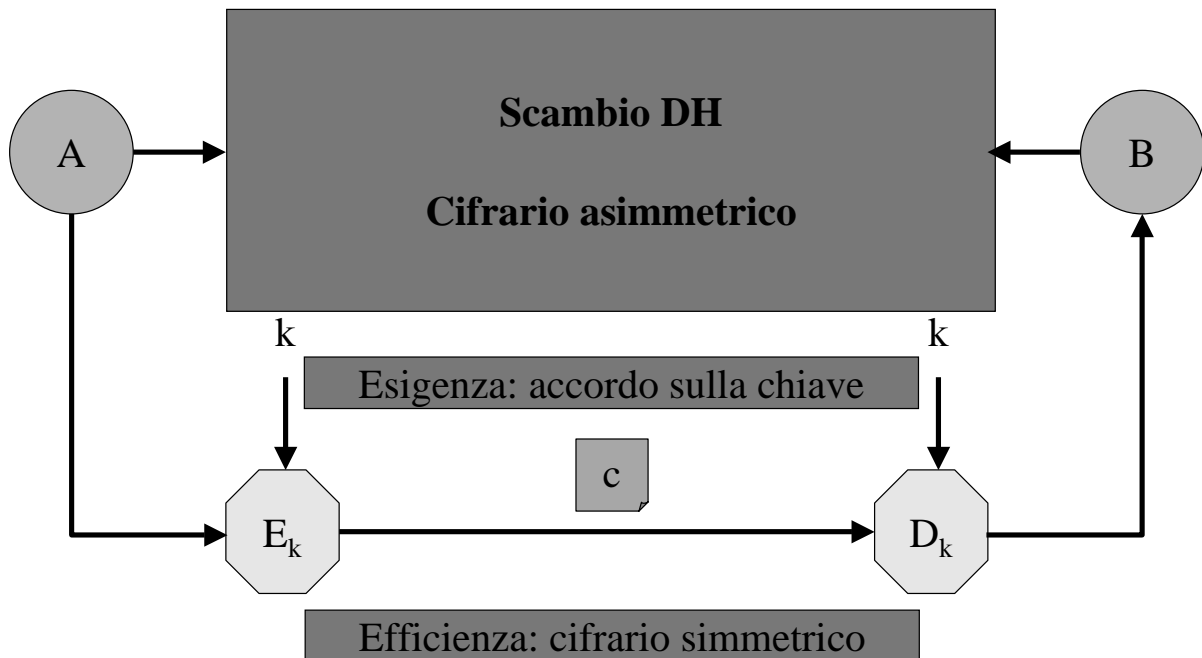 Scambio DH
A
B
Cifrario asimmetrico
k
k
Esigenza: accordo sulla chiave
c
Eₖ
Dₖ
Efficienza: cifrario simmetrico